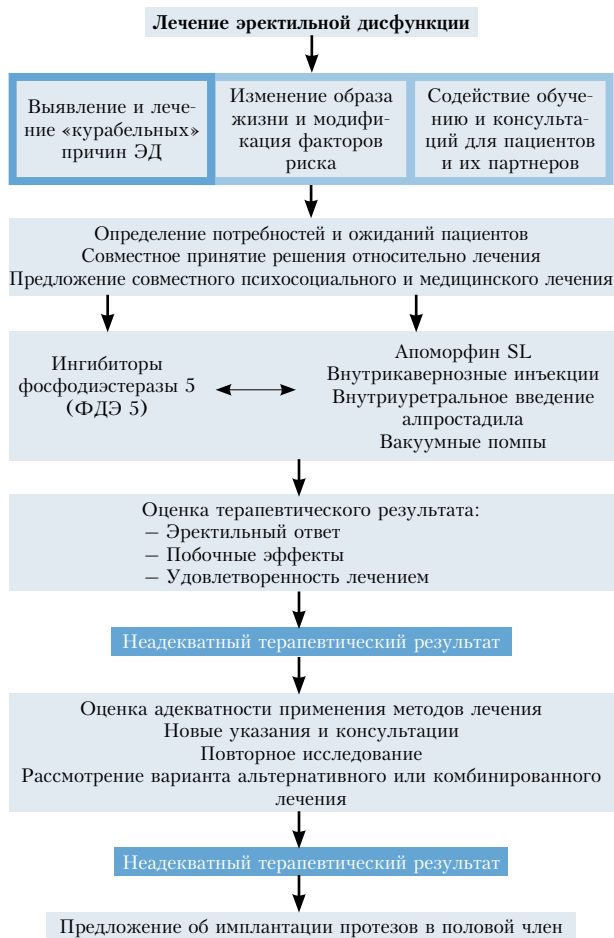 Лечение эректильной дисфункции
Выявление и лече-
ние «курабельных»
причин ЭД
Изменение образа
жизни и модифи-
кация факторов
риска
Содействие обуче-
нию и консульта-
ций для пациентов
и их партнеров
Определение потребностей и ожиданий пациентов
Совместное принятие решения относительно лечения
Предложение совместного психосоциального и медицинского лечения
Ингибиторы
фосфодиэстеразы 5
(ФДЭ 5)
Апоморфин SL
Внутрикавернозные инъекции
Внутриуретральное введение
алпростадила
Вакуумные помпы
Оценка терапевтического результата:
— Эректильный ответ
— Побочные эффекты
— Удовлетворенность лечением
Неадекватный терапевтический результат
Оценка адекватности применения методов лечения
Новые указания и консультации
Повторное исследование
Рассмотрение варианта альтернативного или комбинированного
лечения
Неадекватный терапевтический результат
Предложение об имплантации протезов в половой член